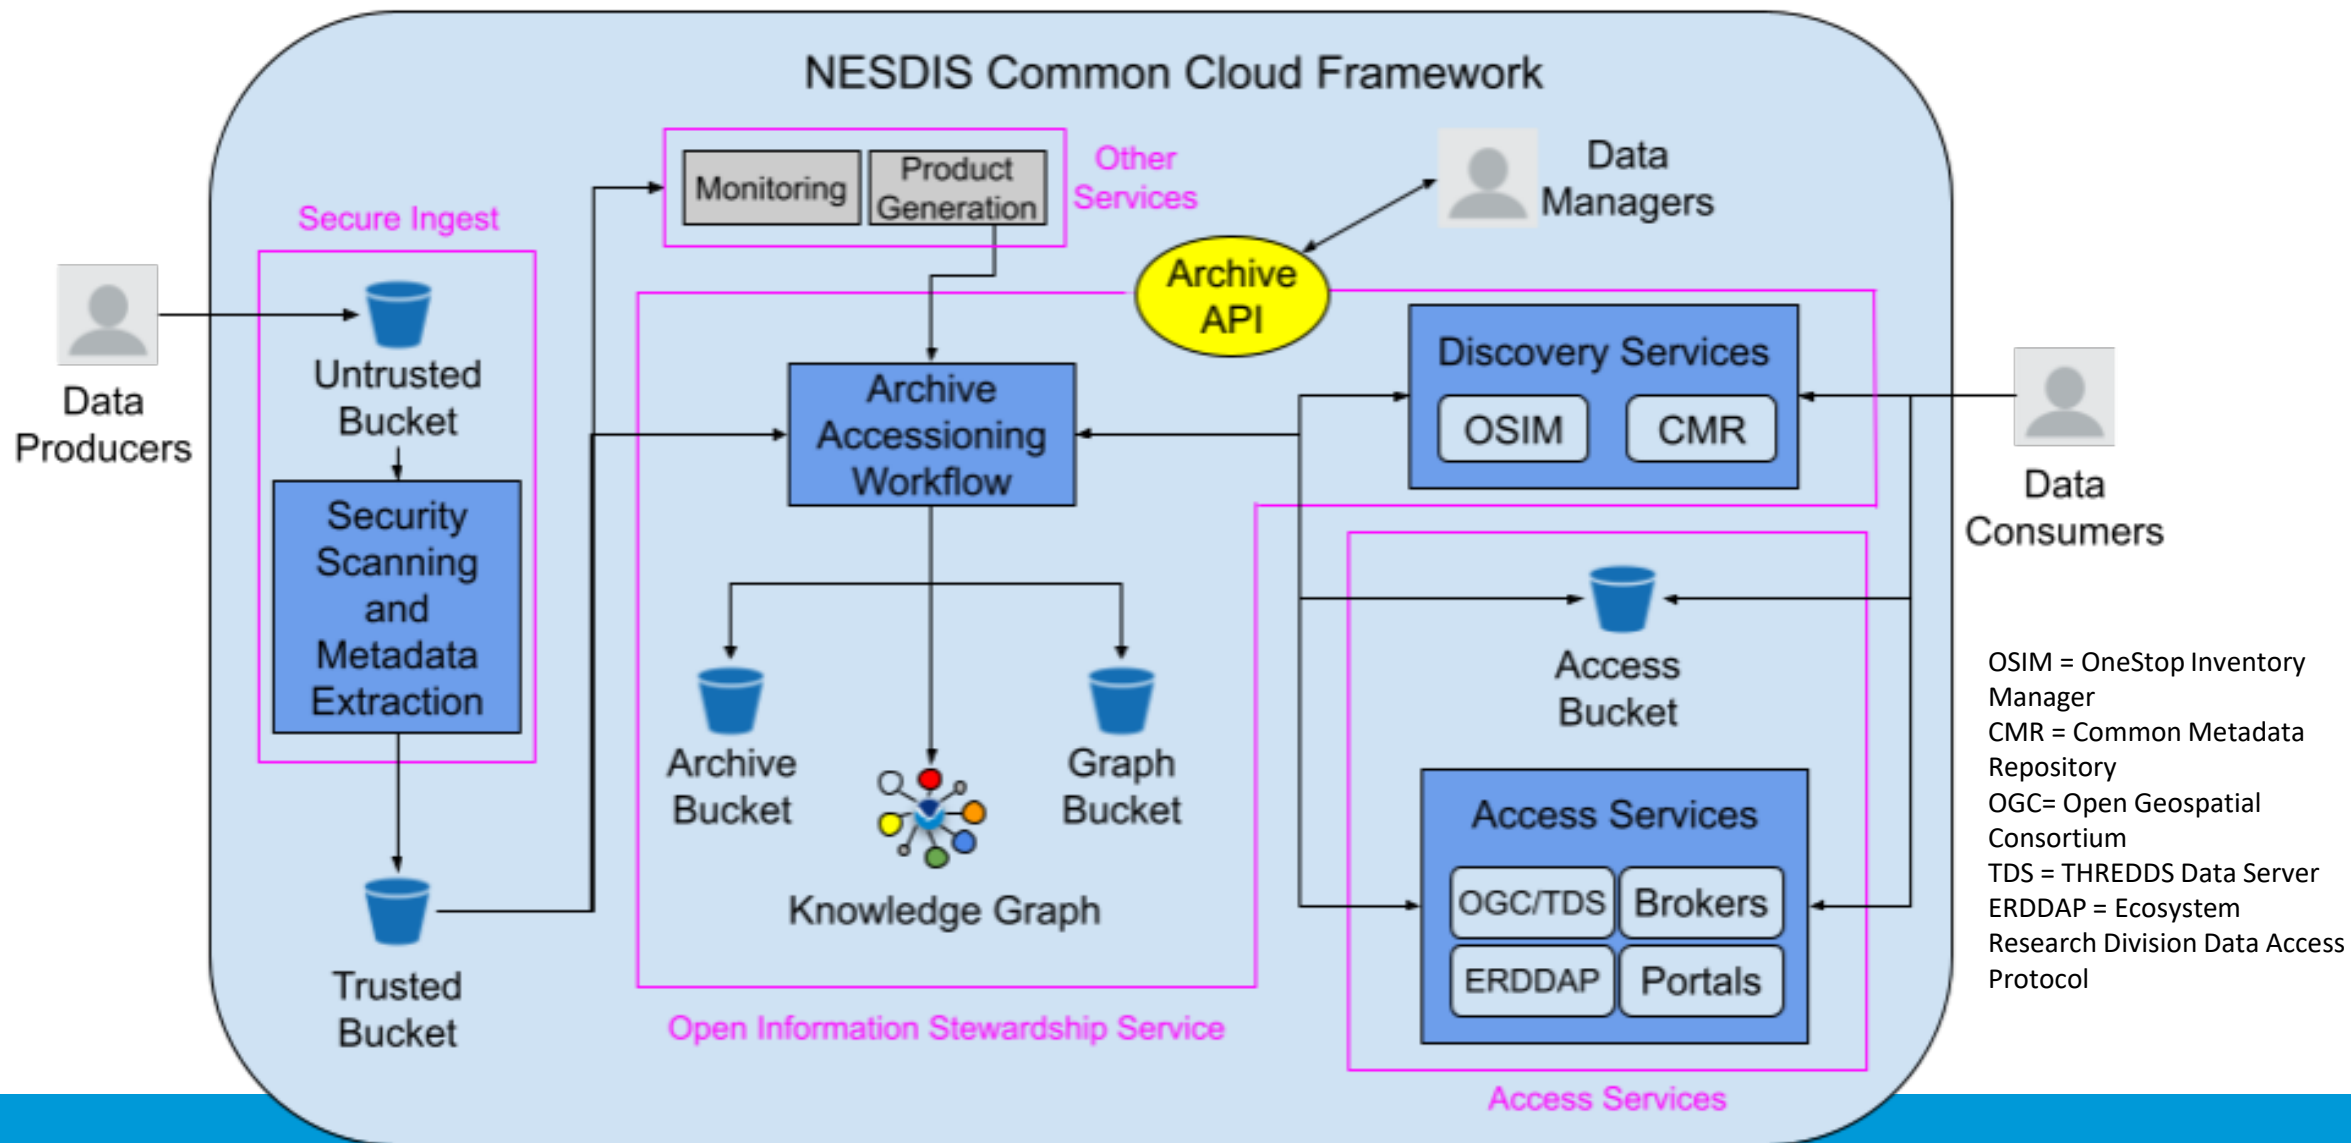 NESDIS Common Cloud Framework
Other
Services
Monitoring
Product
Generation
Data
Managers
Secure Ingest
Archive
API
Data
Producers
Untrusted
Bucket
Security
Scanning
and
Metadata
Extraction
Trusted
Bucket
Archive
Accessioning
Workflow
Archive
Bucket
Graph
Bucket
Knowledge Graph
Open Information Stewardship Service
Discovery Services
OSIM
CMR
Data
Consumers
Access
Bucket
Access Services
OGC/TDS
Brokers
ERDDAP
Portals
Access Services
OSIM = OneStop Inventory
Manager
CMR = Common Metadata
Repository
OGC= Open Geospatial
Consortium
TDS = THREDDS Data Server
ERDDAP = Ecosystem
Research Division Data Access
Protocol